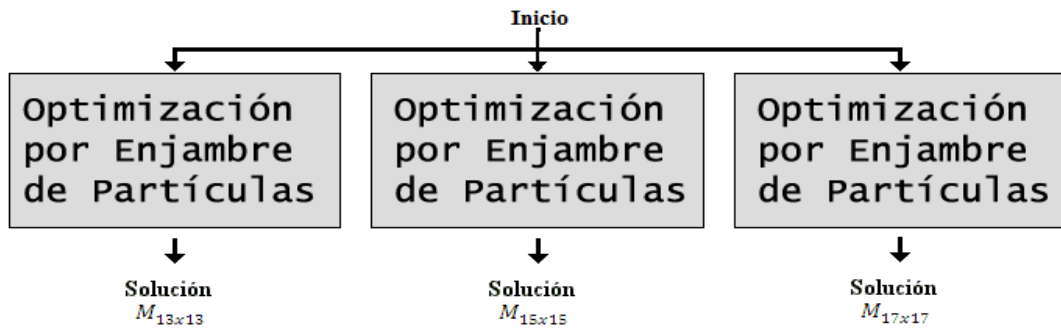 Inicio
Optimización
por Enjambre
de Partículas
Optimización
por Enjambre
de Partículas
Optimización
por Enjambre
de Partículas
Solución
M13x13
Solución
M15x15
Solución
M17x17